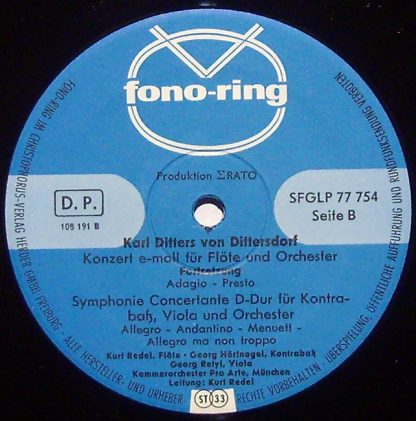 fono-ring
Produktion ΣRATO
D. P.
108 191 B
SFGLP 77 754
Seite B
Karl Ditters von Dittersdorf
Konzert e-moll für Flöte und Orchester
Fortsetzung
Adagio - Presto
Symphonie Concertante D-Dur für Kontra-
baß, Viola und Orchester
Allegro - Andantino - Menuett -
Allegro ma non troppo
Kurt Redel, Flöte · Georg Hörtnagel, Kontrabaß
Georg Retyi, Viola
Kammerorchester Pro Arte, München
Leitung: Kurt Redel
ST 33
FONO-RING IM CHRISTOPHORUS-VERLAG HERDER GMBH FREIBURG · ALLE HERSTELLER- UND URHEBER- RECHTE VORBEHALTEN · ÜBERSPIELUNG, ÖFFENTLICHE AUFFÜHRUNG UND RUNDFUNKSENDUNG VERBOTEN